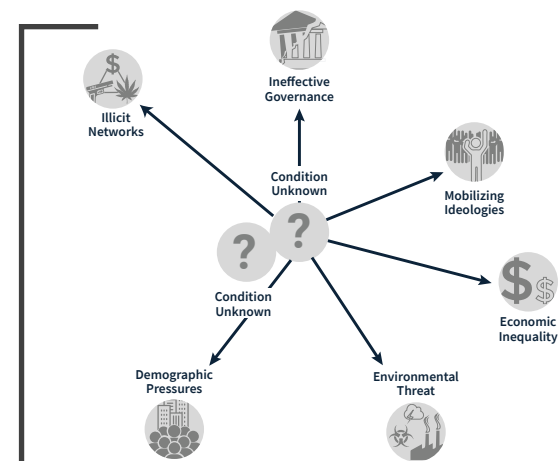 $
Ineffective
Governance
Illicit
Networks
Condition
Unknown
Mobilizing
Ideologies
?
?
Condition
Unknown
$
$
Economic
Inequality
Demographic
Pressures
Environmental
Threat